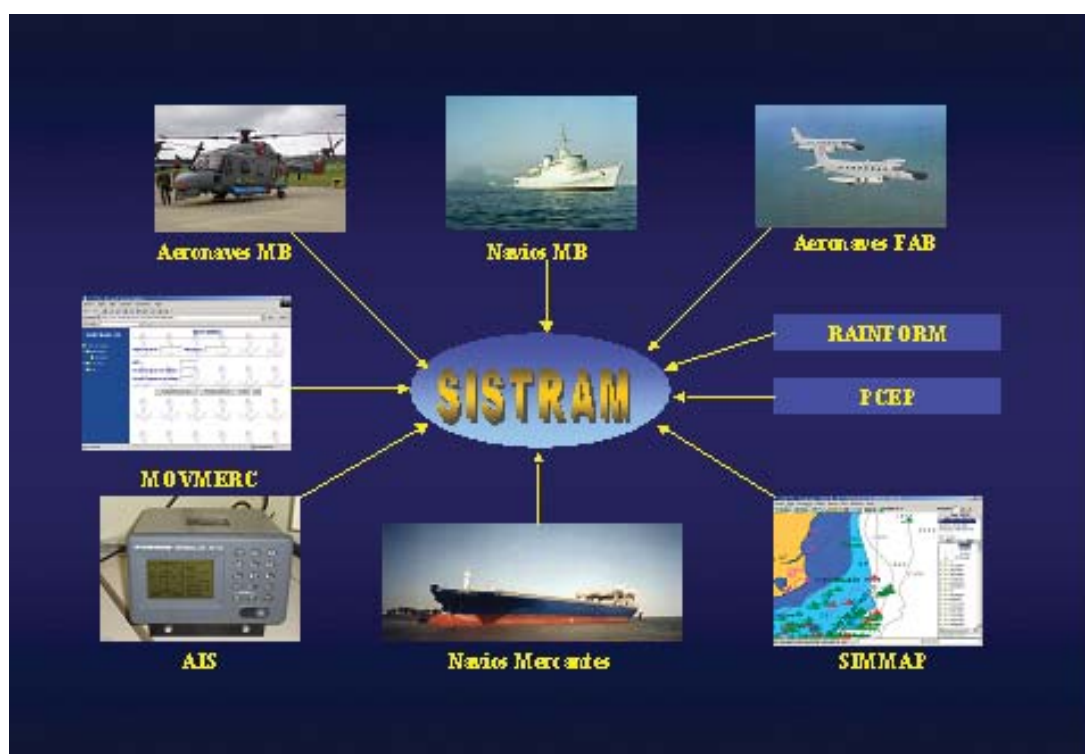 Aeronaves MB
Navios MB
Aeronaves FAB
RAINFORM
PCEP
SISTRAM
MOVMERC
AIS
Navios Mercantes
SIMMAP